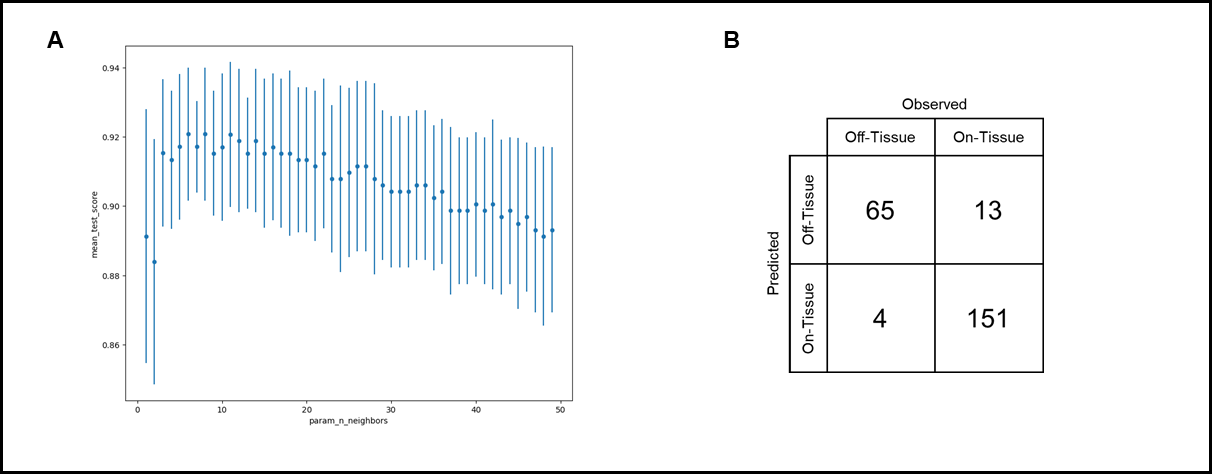 A
B
0.94
0.92
0.90
0.88
0.86
mean_test_score
0
10
20
30
40
50
param_n_neighbors
Observed
Off-Tissue
On-Tissue
Predicted
Off-Tissue
65
13
On-Tissue
4
151